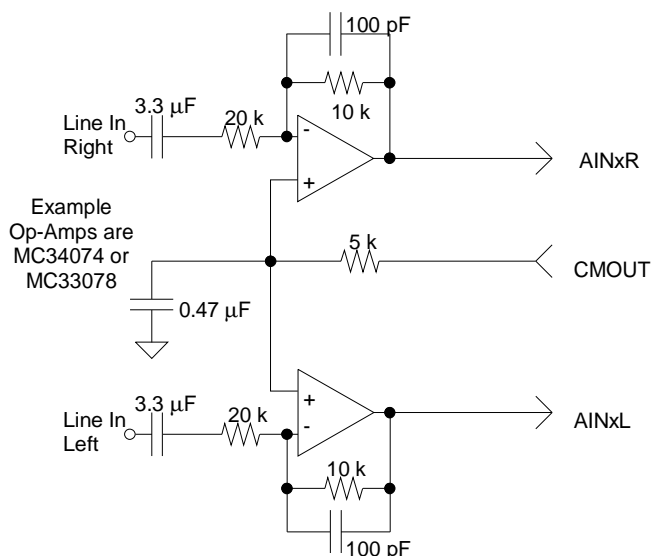 100 pF
10 k
3.3 μF
20 k
Line In
Right
-
+
AINxR
Example
Op-Amps are
MC34074 or
MC33078
5 k
CMOUT
0.47 μF
3.3 μF
20 k
Line In
Left
+
-
AINxL
10 k
100 pF